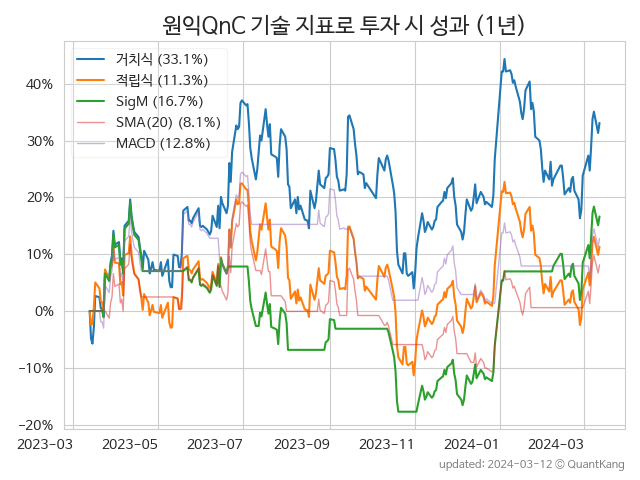 원익QnC 기술 지표로 투자 시 성과 (1년)
거치식 (33.1%)
적립식 (11.3%)
SigM (16.7%)
SMA(20) (8.1%)
MACD (12.8%)
40%
30%
20%
10%
0%
−10%
−20%
2023-03
2023-05
2023-07
2023-09
2023-11
2024-01
2024-03
updated: 2024-03-12 © QuantKang